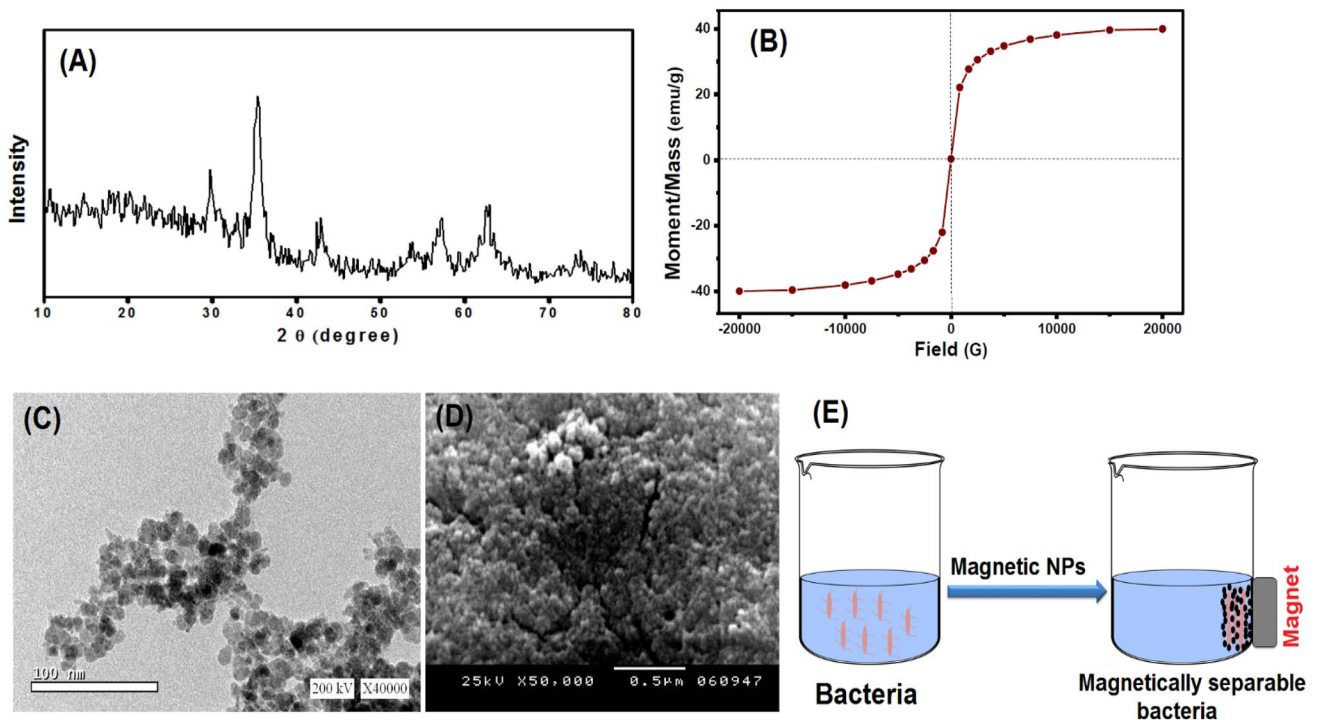 (A)
Intensity
10 20 30 40 50 60 70 80
2 θ (degree)
(B)
Moment/Mass (emu/g)
40
20
0
-20
-40
-20000 -10000 0 10000 20000
Field (G)
(C)
100 nm
200 kV X40000
(D)
25kV X50,000 0.5µm 060947
(E)
Magnetic NPs
Magnet
Bacteria
Magnetically separable
bacteria